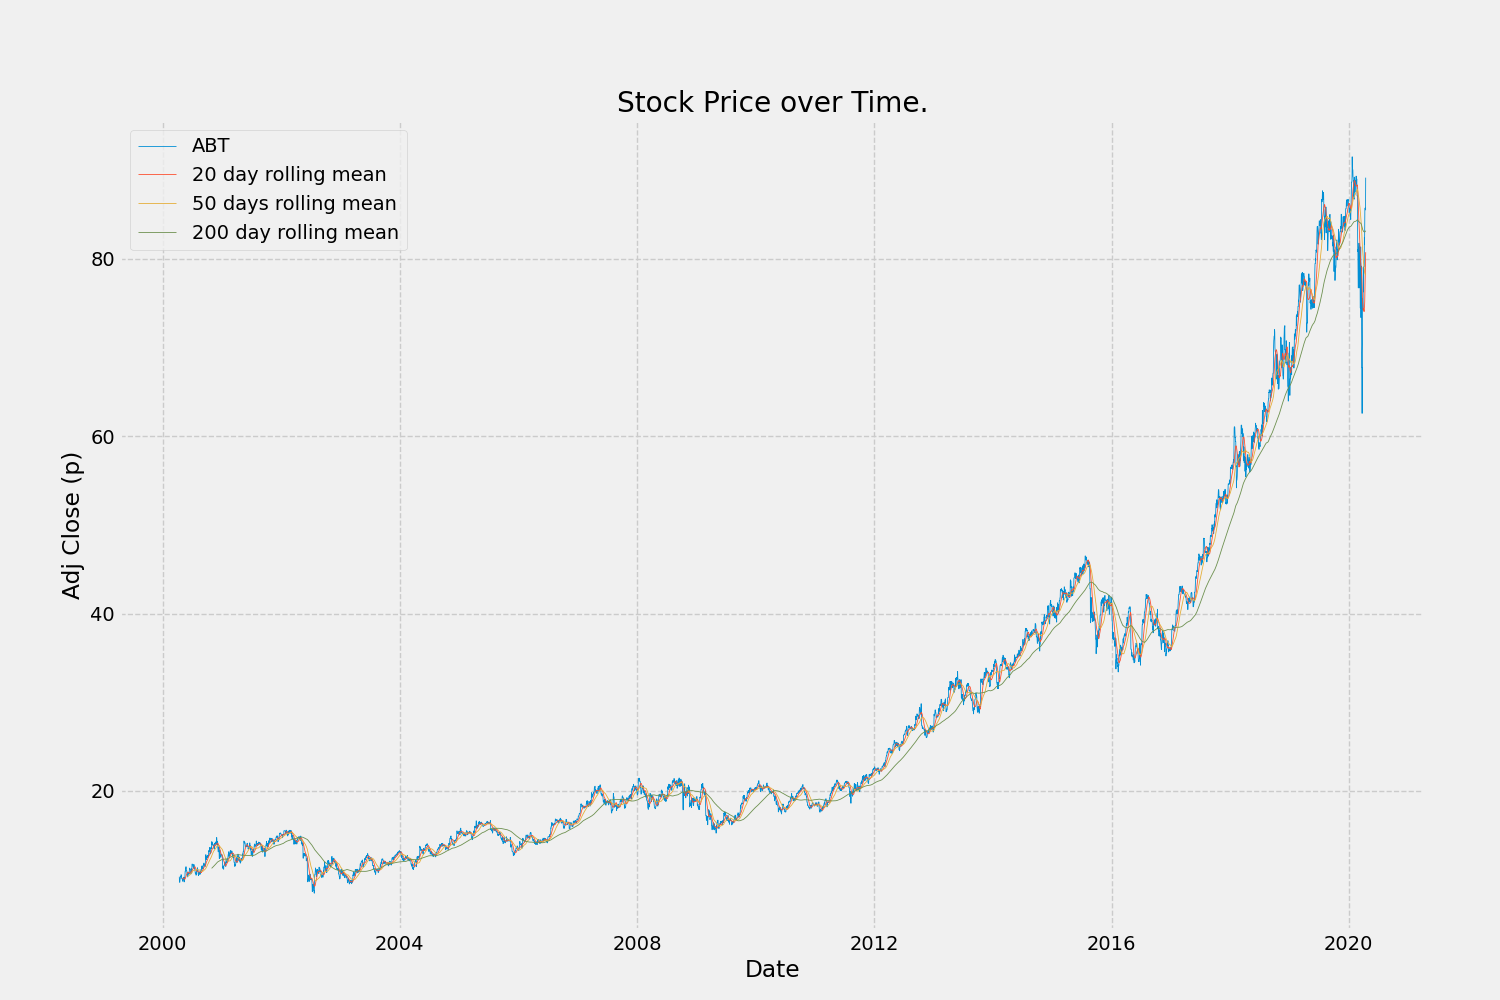 Stock Price over Time.
ABT
20 day rolling mean
50 days rolling mean
200 day rolling mean
Adj Close (p)
80
60
40
20
2000 2004 2008 2012 2016 2020
Date